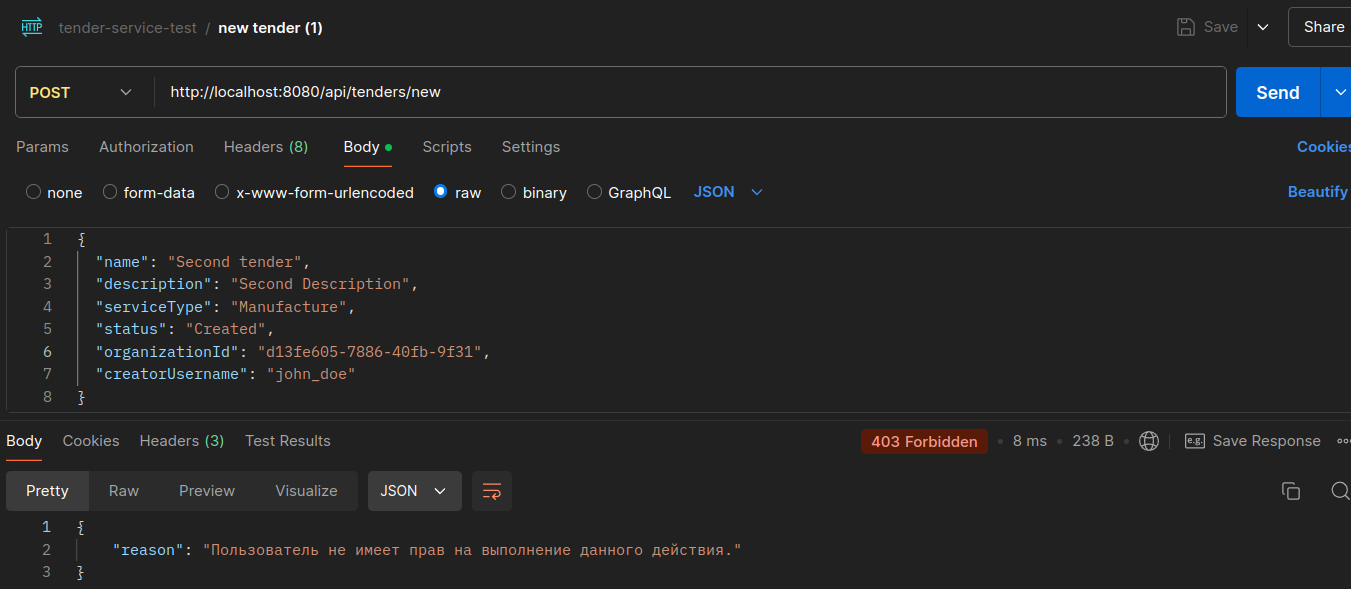 HTTP tender-service-test / new tender (1) Save Share
POST http://localhost:8080/api/tenders/new Send
Params Authorization Headers (8) Body Scripts Settings Cookies
none form-data x-www-form-urlencoded raw binary GraphQL JSON Beautify
1 {
2 "name": "Second tender",
3 "description": "Second Description",
4 "serviceType": "Manufacture",
5 "status": "Created",
6 "organizationId": "d13fe605-7886-40fb-9f31",
7 "creatorUsername": "john_doe"
8 }
Body Cookies Headers (3) Test Results 403 Forbidden 8 ms 238 B e.g. Save Response
Pretty Raw Preview Visualize JSON
1 {
2 "reason": "Пользователь не имеет прав на выполнение данного действия."
3 }